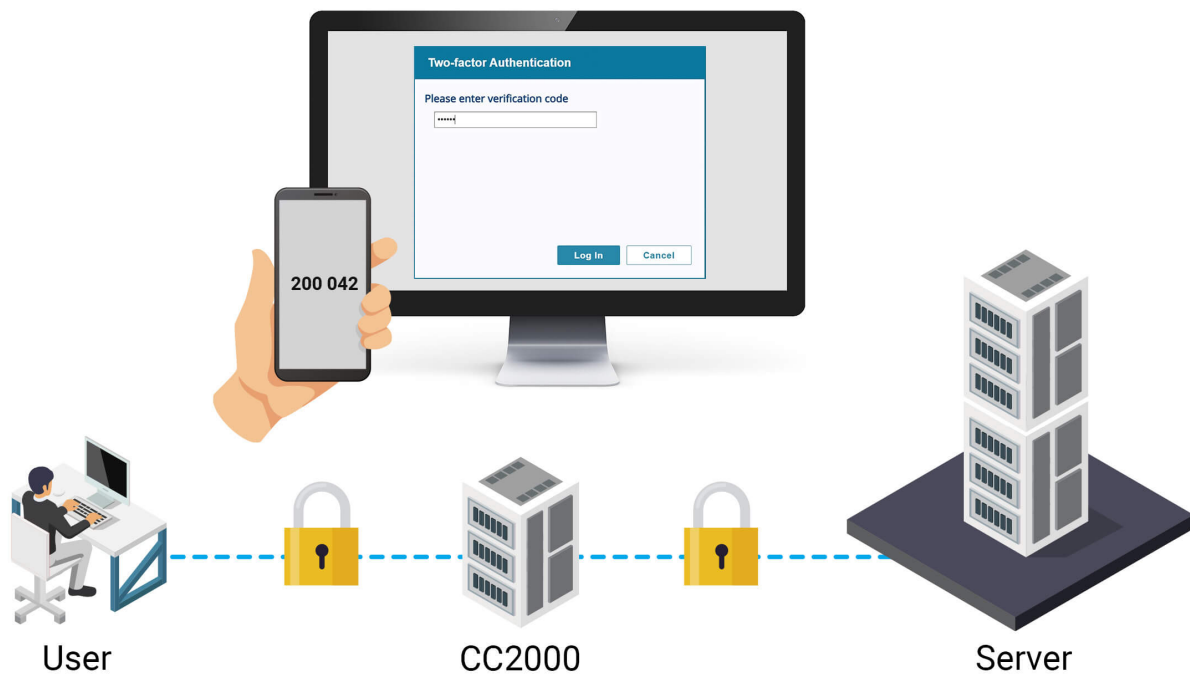 Two-factor Authentication
Please enter verification code
••••••
Log In
Cancel
200 042
User
CC2000
Server